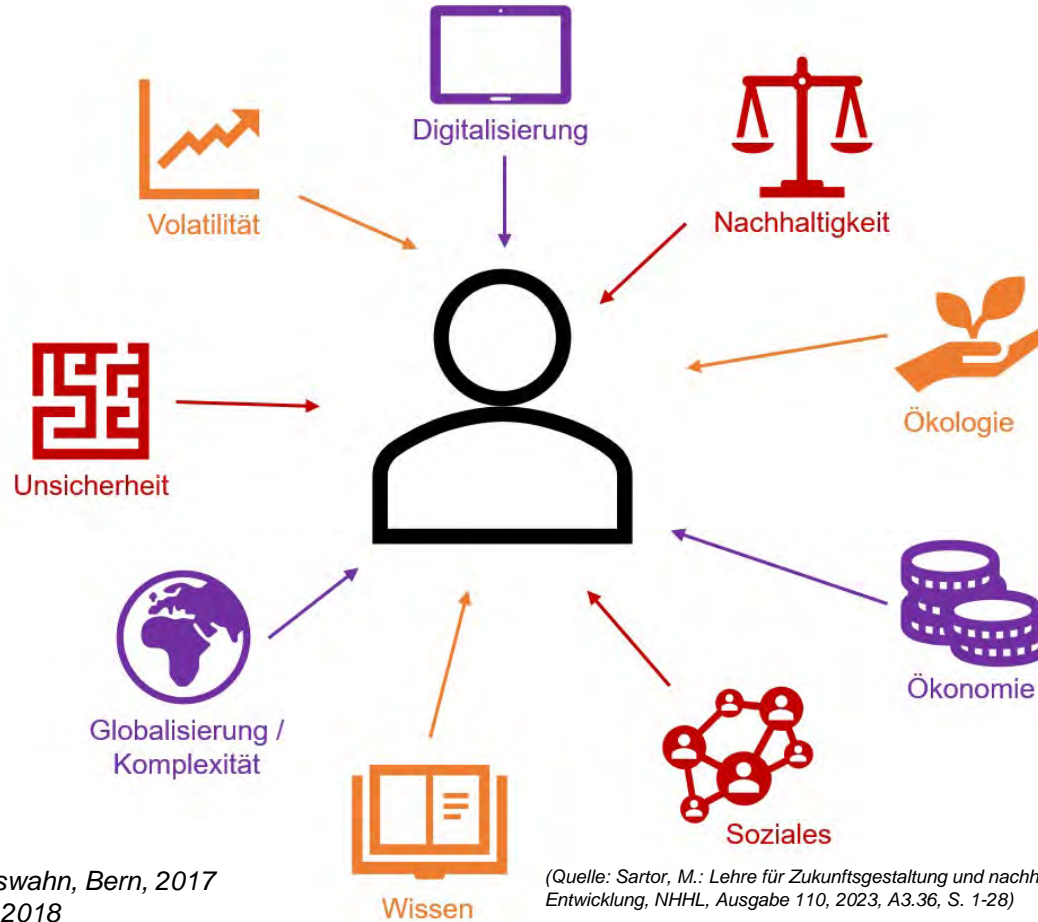 Digitalisierung
Volatilität
Nachhaltigkeit
Ökologie
Unsicherheit
Ökonomie
Globalisierung /
Komplexität
Soziales
Wissen
swahn, Bern, 2017
2018
(Quelle: Sartor, M.: Lehre für Zukunftsgestaltung und nachh
Entwicklung, NHHL, Ausgabe 110, 2023, A3.36, S. 1-28)